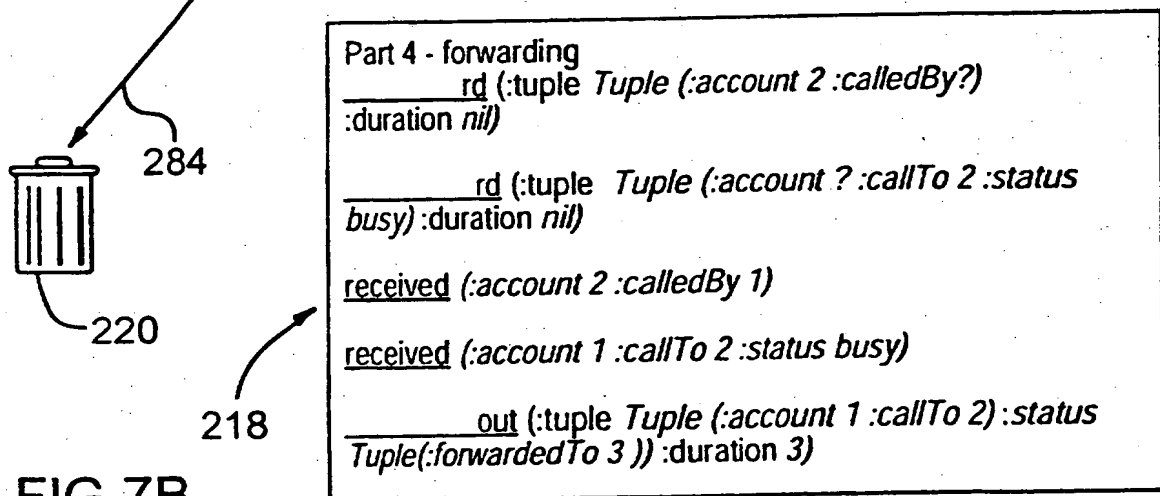 Part 4 - forwarding
rd (:tuple Tuple (:account 2 :calledBy?)
:duration nil)
rd (:tuple Tuple (:account ? :callTo 2 :status
busy) :duration nil)
received (:account 2 :calledBy 1)
received (:account 1 :callTo 2 :status busy)
out (:tuple Tuple (:account 1 :callTo 2) :status
Tuple(:forwardedTo 3 )) :duration 3)
284
220
218
FIG 7B